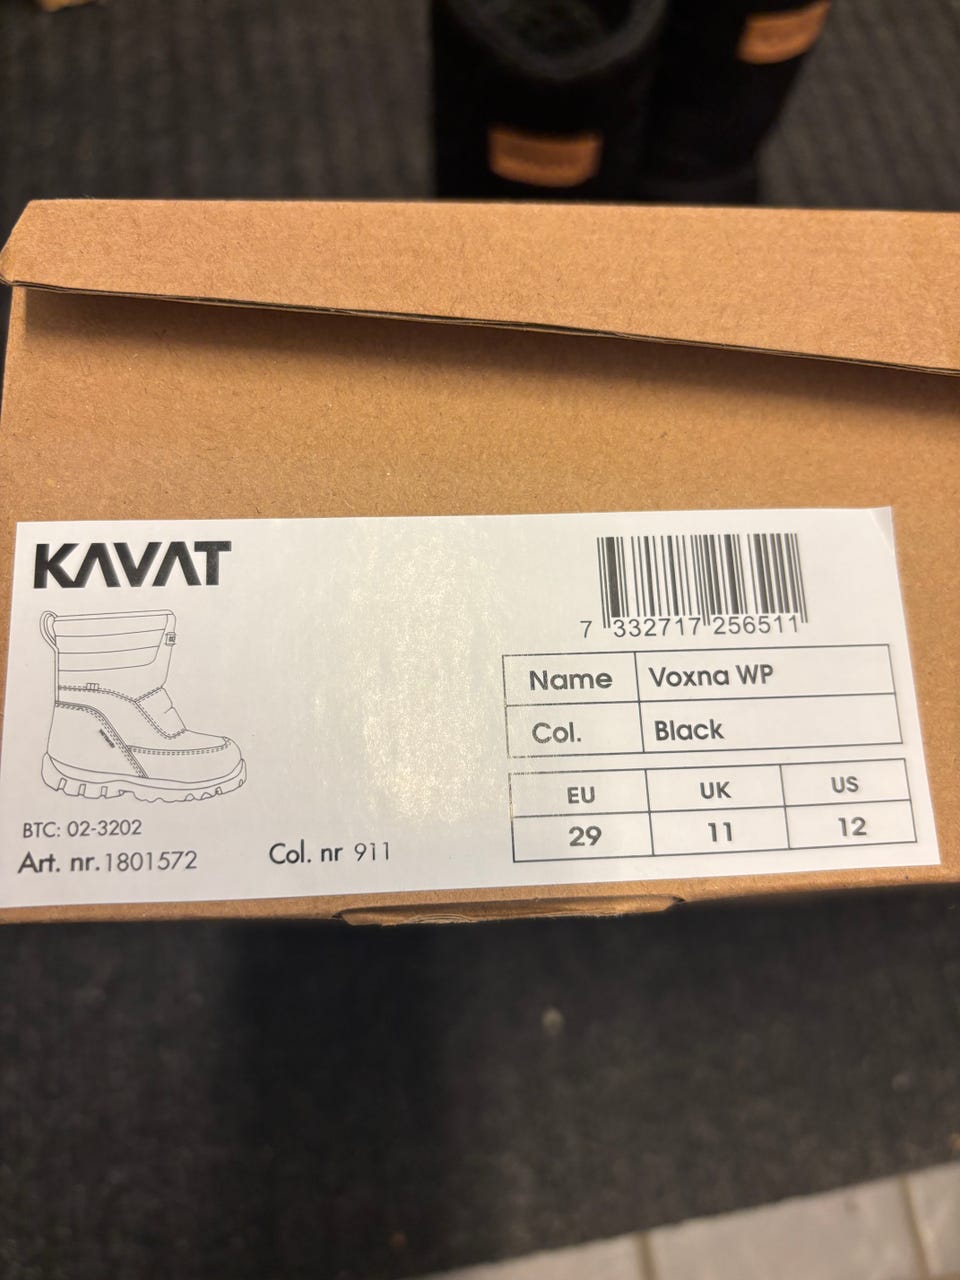 KAVAT
7 332717 256511
Name Voxna WP
Col. Black
EU UK US
29 11 12
BTC: 02-3202
Art. nr. 1801572
Col. nr 911